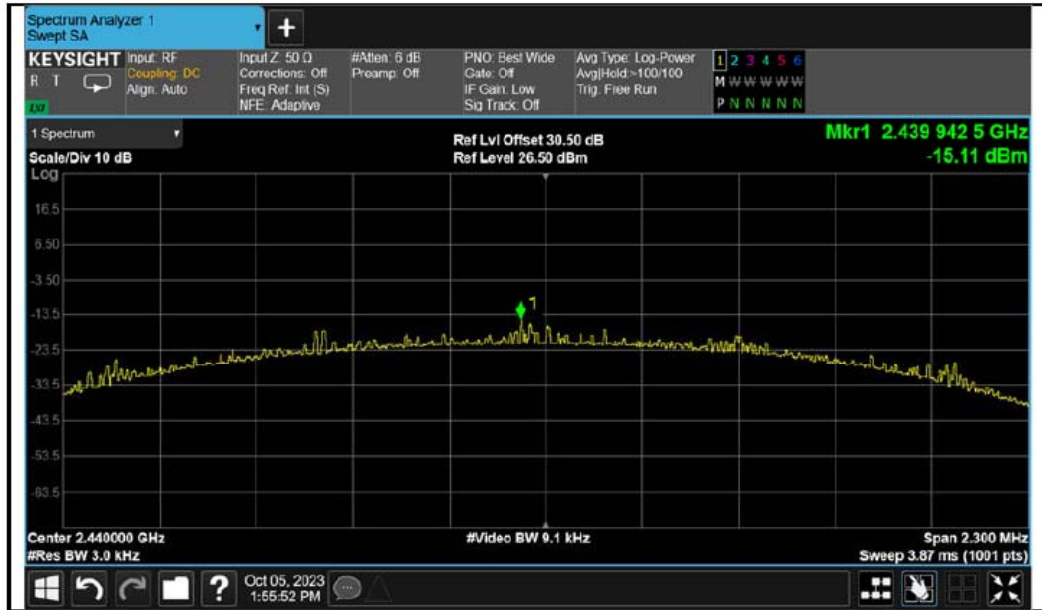 Spectrum Analyzer 1
Swept SA
+
KEYSIGHT
R T
LXI
Input: RF
Coupling: DC
Align: Auto
Input Z: 50 Ω
Corrections: Off
Freq Ref: Int (S)
NFE: Adaptive
#Atten: 6 dB
Preamp: Off
PNO: Best Wide
Gate: Off
IF Gain: Low
Sig Track: Off
Avg Type: Log-Power
Avg|Hold:>100/100
Trig: Free Run
1 2 3 4 5 6
M W W W W W
P N N N N N
1 Spectrum
Scale/Div 10 dB
Log
Ref Lvl Offset 30.50 dB
Ref Level 26.50 dBm
Mkr1 2.439 942 5 GHz
-15.11 dBm
16.5
6.50
-3.50
-13.5
-23.5
-33.5
-43.5
-53.5
-63.5
1
Center 2.440000 GHz
#Res BW 3.0 kHz
#Video BW 9.1 kHz
Span 2.300 MHz
Sweep 3.87 ms (1001 pts)
?
Oct 05, 2023
1:55:52 PM